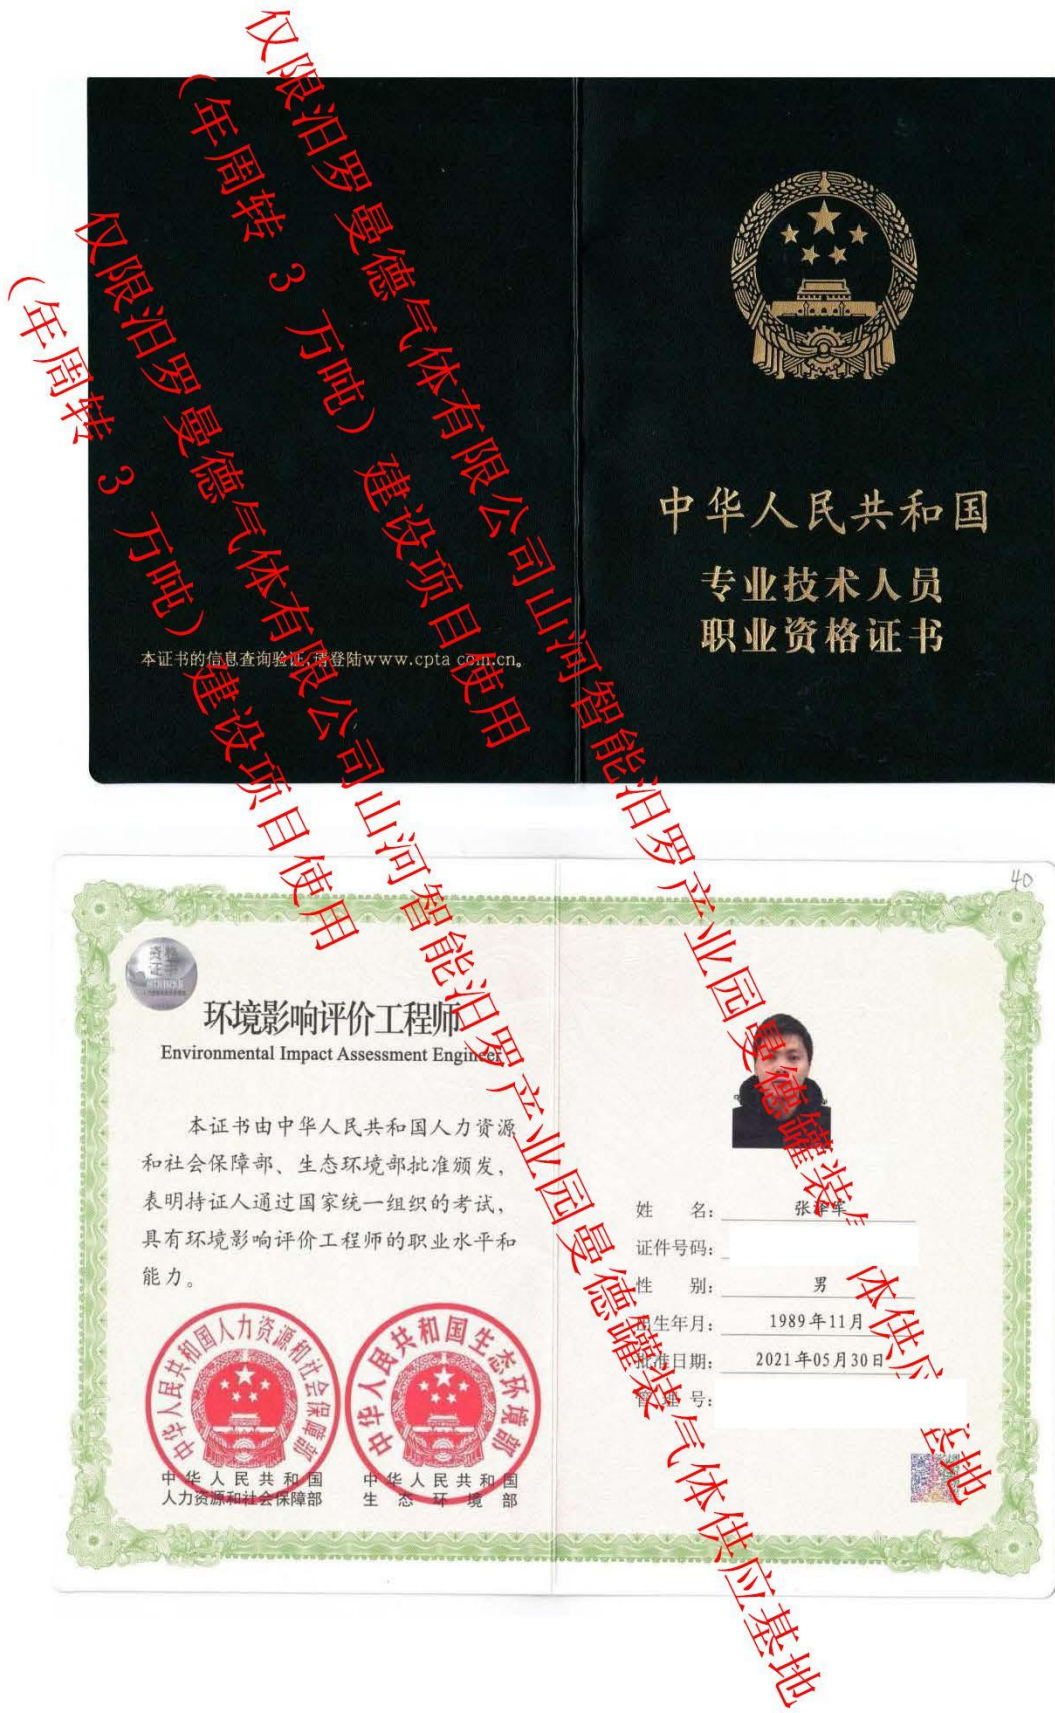 仅限汨罗曼德气体有限公司山河智能汨罗产业园曼德罐装气体供应基地
(年周转 3 万吨)建设项目使用
仅限汨罗曼德气体有限公司山河智能汨罗产业园曼德罐装气体供应基地
(年周转 3 万吨)建设项目使用
中华人民共和国
专业技术人员
职业资格证书
本证书的信息查询验证,请登陆www.cpta.com.cn。
40
资格
证书
环境影响评价工程师
Environmental Impact Assessment Engineer
本证书由中华人民共和国人力资源
和社会保障部、生态环境部批准颁发,
表明持证人通过国家统一组织的考试,
具有环境影响评价工程师的职业水平和
能力。
中华人民共和国人力资源和社会保障部
中华人民共和国生态环境部
中华人民共和国
人力资源和社会保障部
中华人民共和国
生态环境部
姓 名: 张泽军
证件号码:
性 别: 男
出生年月: 1989年11月
批准日期: 2021年05月30日
管理号: